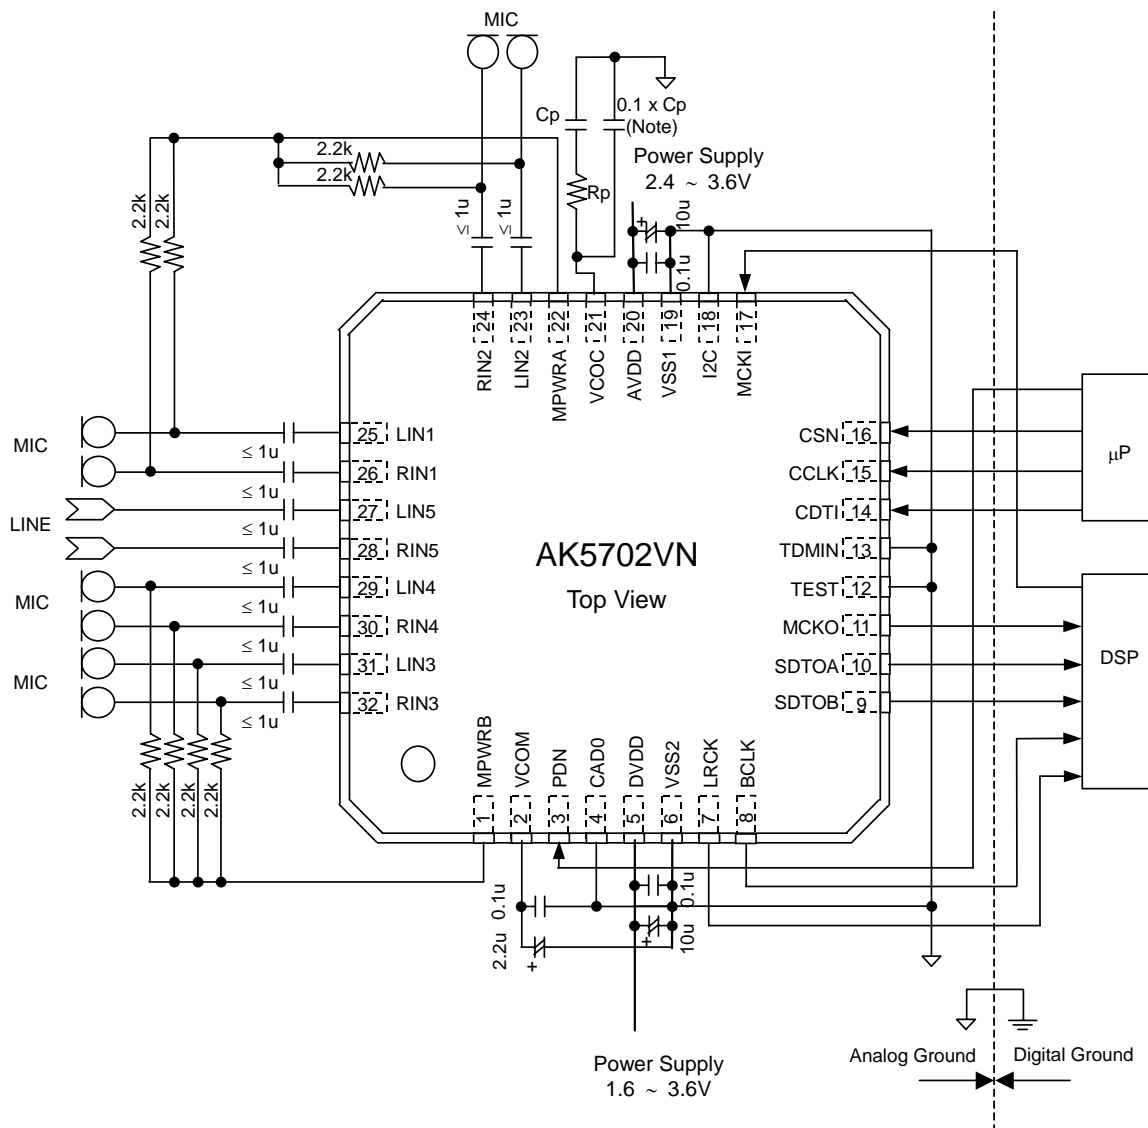 MIC
Cp
0.1 x Cp
(Note)
Rp
Power Supply
2.4 ~ 3.6V
2.2k
2.2k
2.2k
2.2k
≤ 1u
≤ 1u
+
10u
0.1u
24
23
22
21
20
19
18
17
RIN2
LIN2
MPWRA
VCOC
AVDD
VSS1
I2C
MCKI
MIC
≤ 1u
25 LIN1
≤ 1u
26 RIN1
LINE
≤ 1u
27 LIN5
≤ 1u
28 RIN5
MIC
≤ 1u
29 LIN4
≤ 1u
30 RIN4
MIC
≤ 1u
31 LIN3
≤ 1u
32 RIN3
AK5702VN
Top View
CSN 16
CCLK 15
CDTI 14
TDMIN 13
TEST 12
MCKO 11
SDTOA 10
SDTOB 9
μP
DSP
MPWRB
VCOM
PDN
CAD0
DVDD
VSS2
LRCK
BCLK
1
2
3
4
5
6
7
8
2.2k
2.2k
2.2k
2.2k
0.1u
2.2u
+
0.1u
+
10u
Power Supply
1.6 ~ 3.6V
Analog Ground
Digital Ground